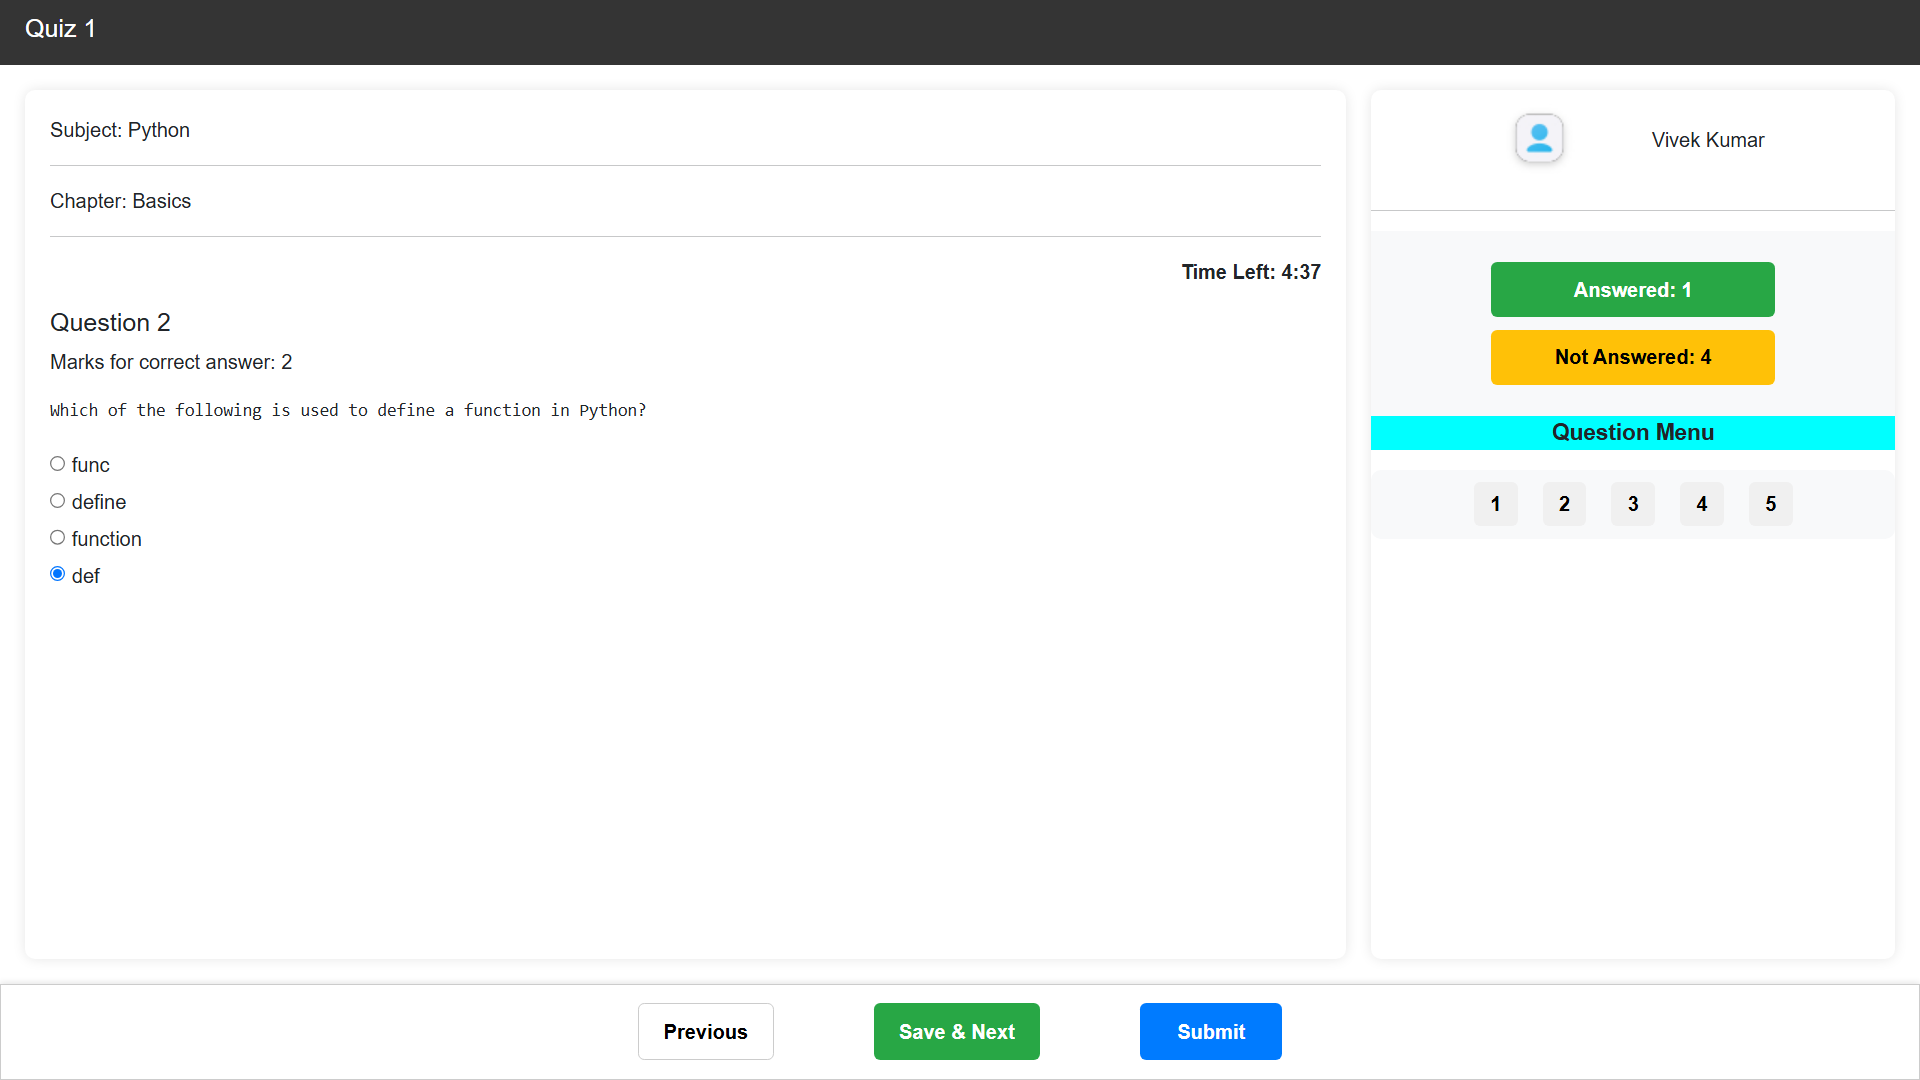 Quiz 1
Subject: Python
Chapter: Basics
Time Left: 4:37
Question 2
Marks for correct answer: 2
Which of the following is used to define a function in Python?
func
define
function
def
Vivek Kumar
Answered: 1
Not Answered: 4
Question Menu
1 2 3 4 5
Previous Save & Next Submit